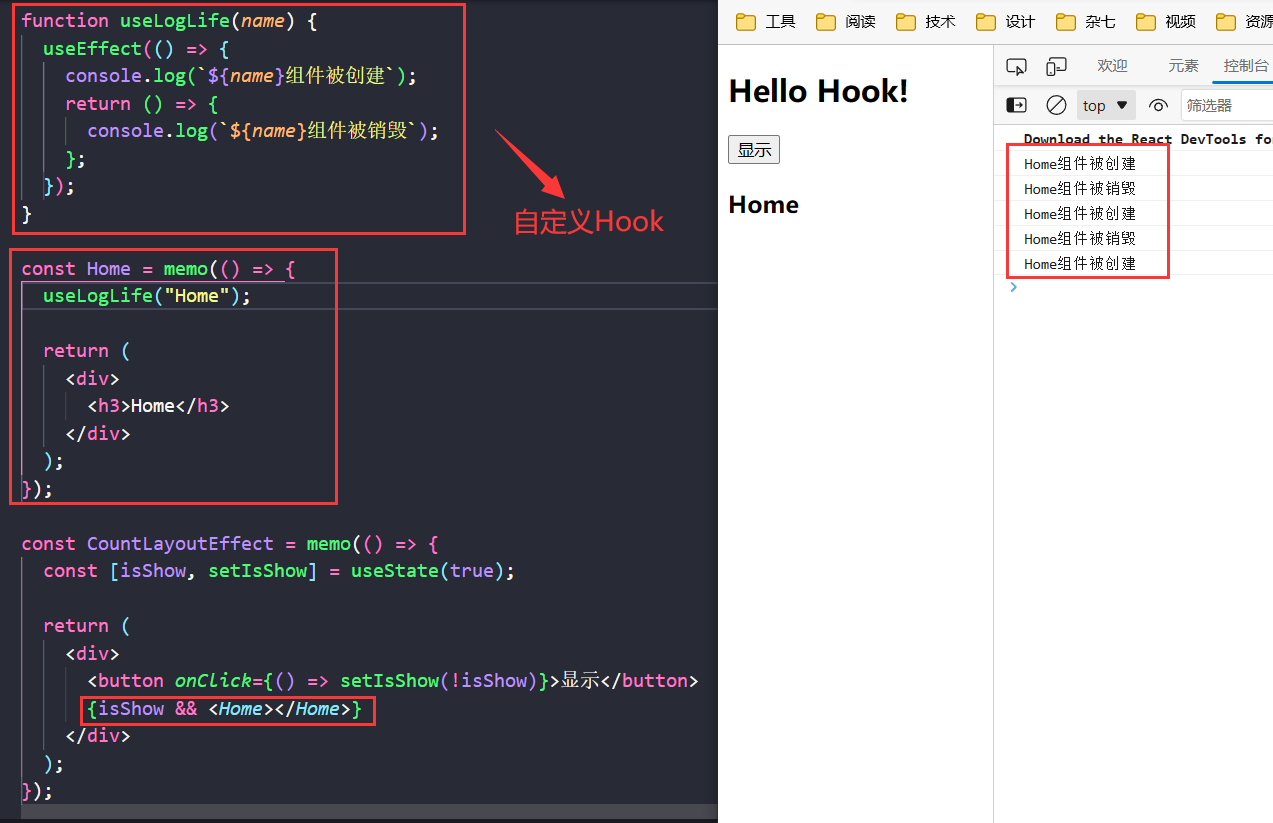 function useLogLife(name) {
useEffect(() => {
console.log(`${name}组件被创建`);
return () => {
console.log(`${name}组件被销毁`);
};
});
}
自定义Hook
const Home = memo(() => {
useLogLife("Home");
return (
<div>
<h3>Home</h3>
</div>
);
});
const CountLayoutEffect = memo(() => {
const [isShow, setIsShow] = useState(true);
return (
<div>
<button onClick={() => setIsShow(!isShow)}>显示</button>
{isShow && <Home></Home>}
</div>
);
});
工具 阅读 技术 设计 杂七 视频 资源
Hello Hook!
显示
Home
欢迎 元素 控制台
top ▼ 筛选器
Download the React DevTools for
Home组件被创建
Home组件被销毁
Home组件被创建
Home组件被销毁
Home组件被创建